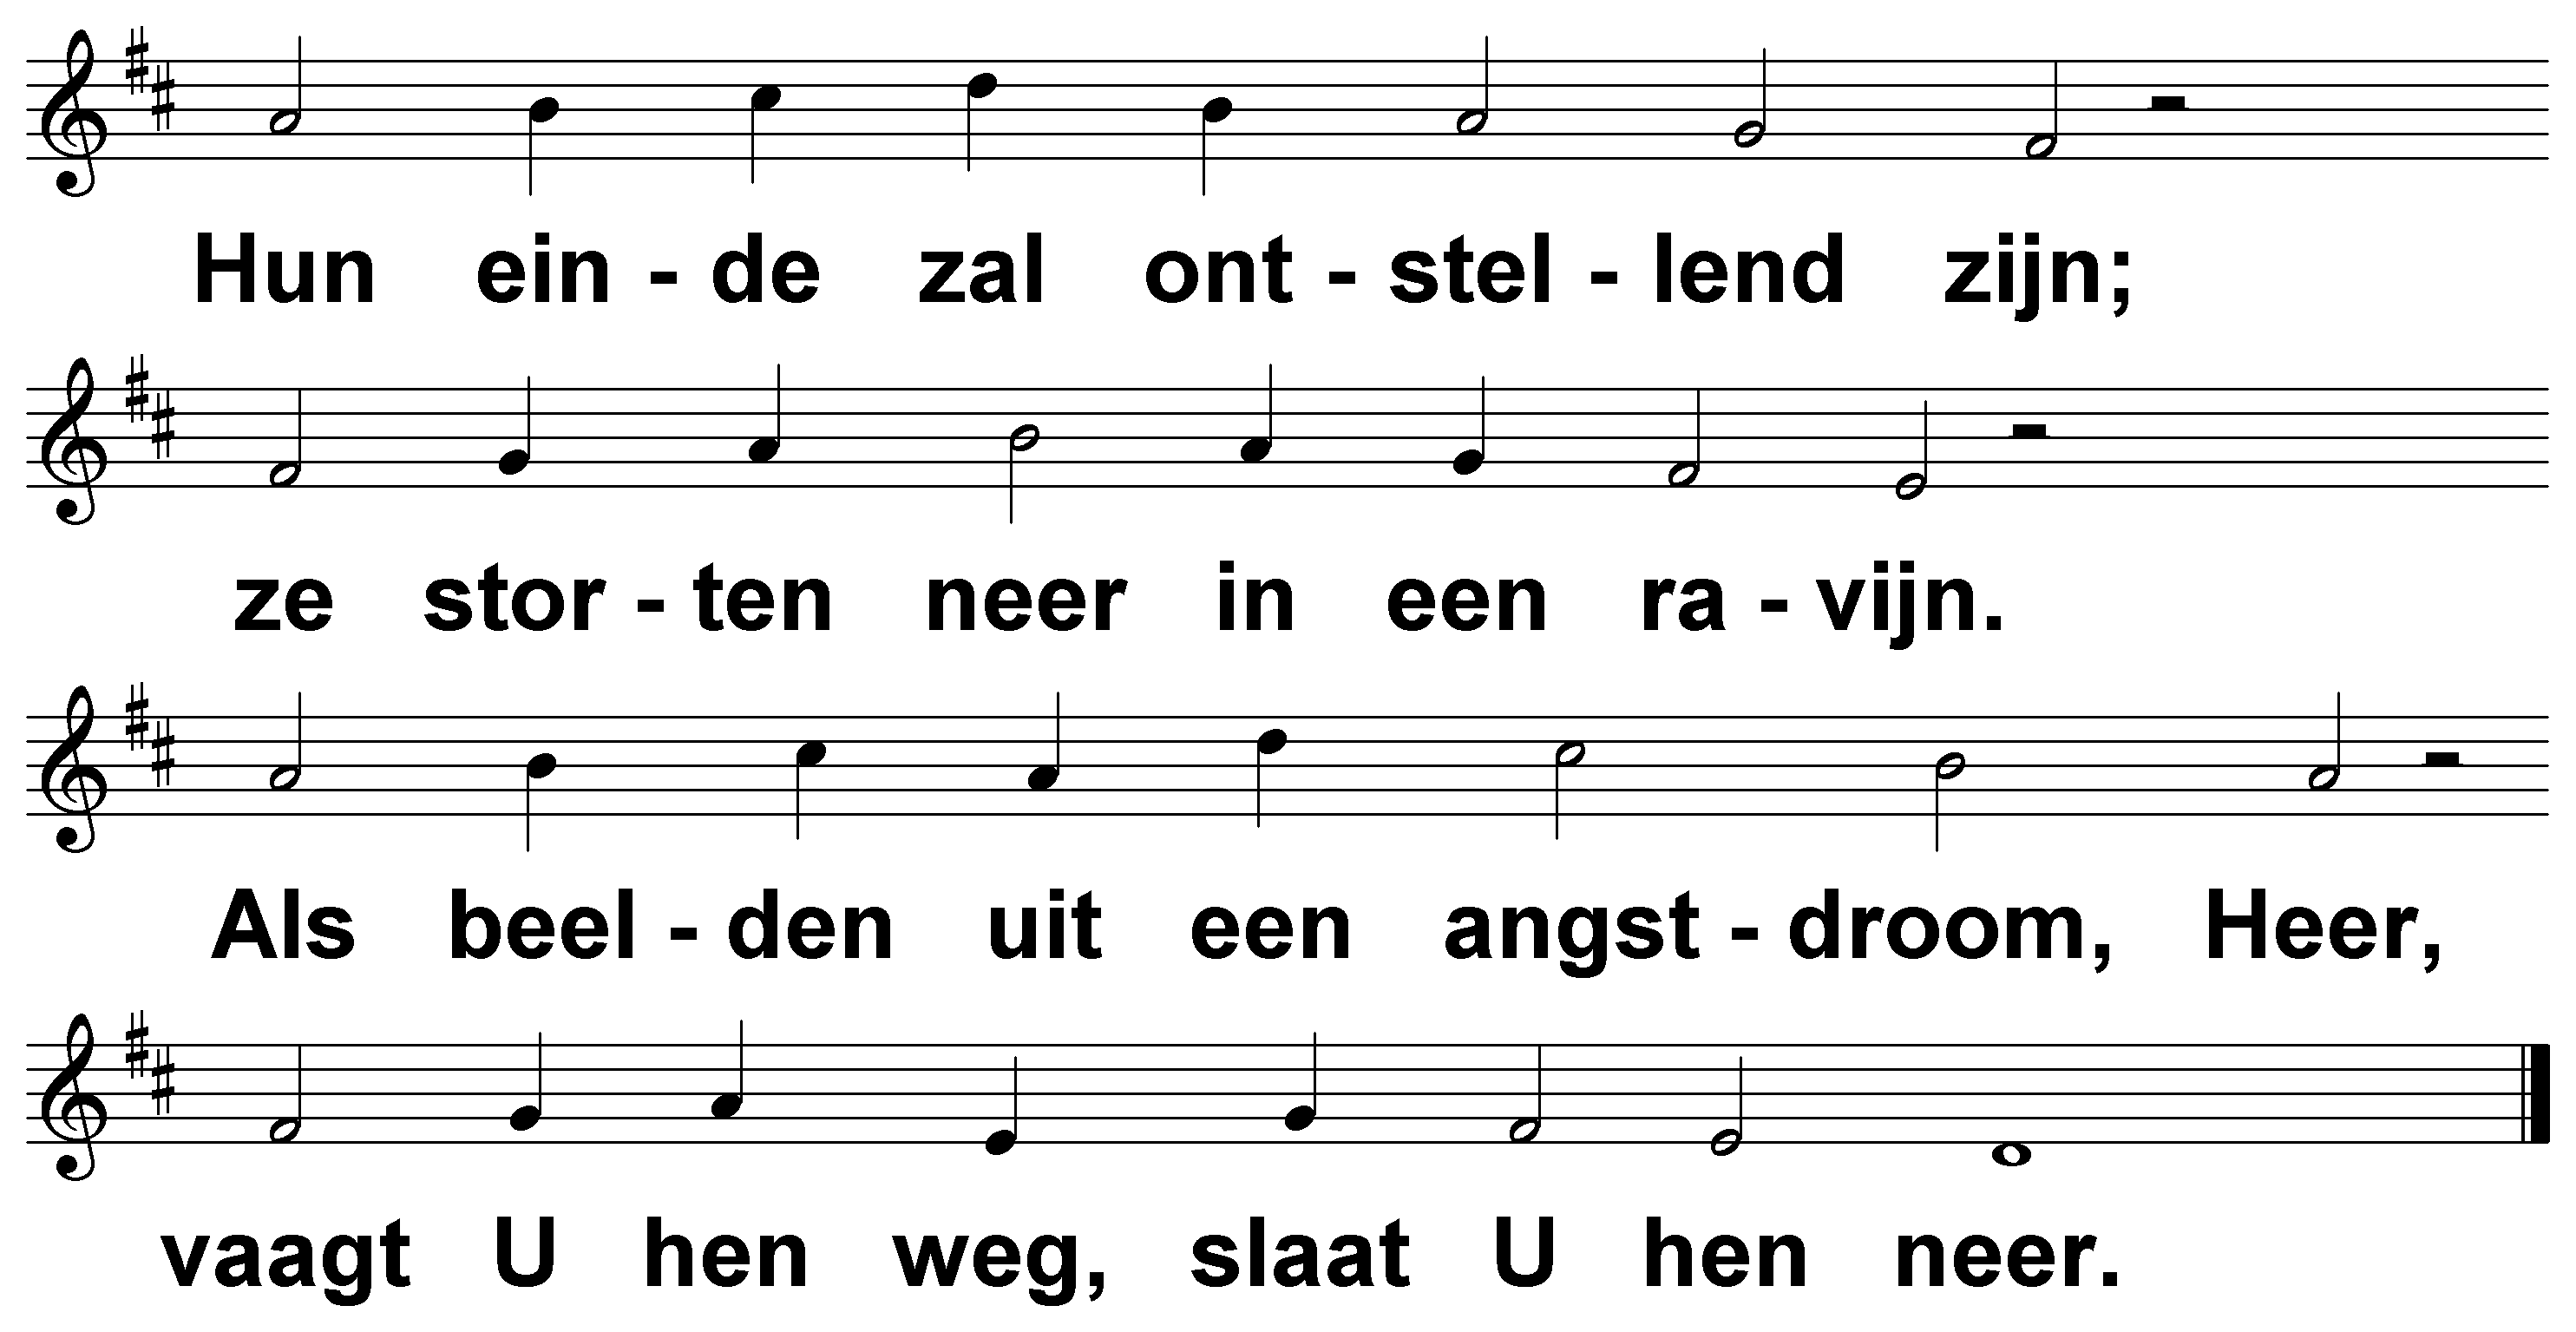 Hun ein - de zal ont - stel - lend zijn;
ze stor - ten neer in een ra - vijn.
Als beel - den uit een angst - droom, Heer,
vaagt U hen weg, slaat U hen neer.